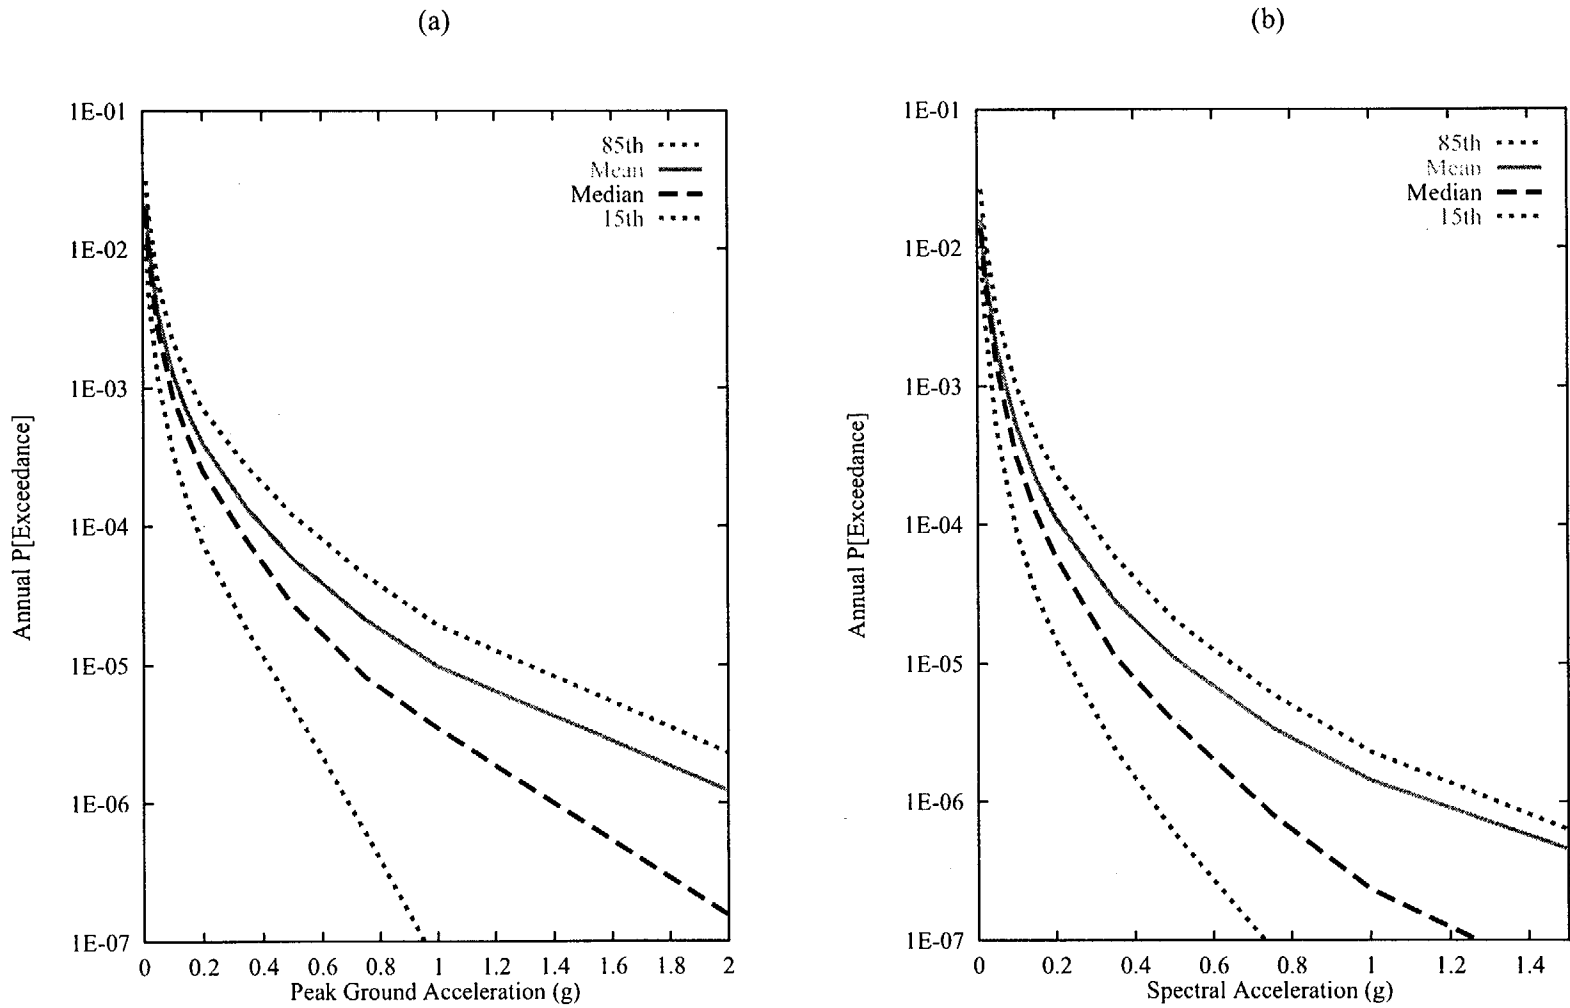 (a)
1E-01
85th
Mean
Median
15th
1E-02
1E-03
1E-04
1E-05
1E-06
1E-07
Annual P[Exceedance]
0 0.2 0.4 0.6 0.8 1 1.2 1.4 1.6 1.8 2
Peak Ground Acceleration (g)
(b)
1E-01
85th
Mean
Median
15th
1E-02
1E-03
1E-04
1E-05
1E-06
1E-07
Annual P[Exceedance]
0 0.2 0.4 0.6 0.8 1 1.2 1.4
Spectral Acceleration (g)